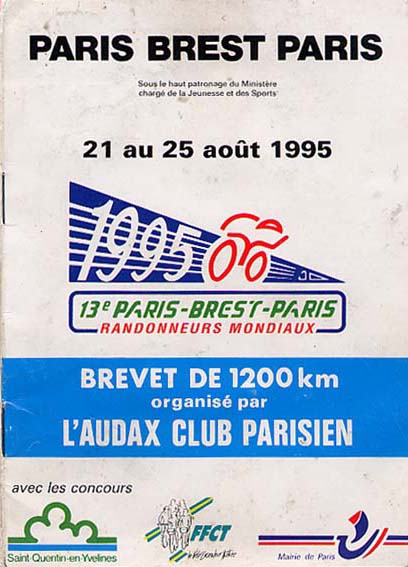 PARIS BREST PARIS
Sous le haut patronage du Ministère
chargé de la Jeunesse et des Sports
21 au 25 août 1995
1995
13e PARIS-BREST-PARIS
RANDONNEURS MONDIAUX
BREVET DE 1200 km
organisé par
L'AUDAX CLUB PARISIEN
avec les concours
Saint-Quentin-en-Yvelines
FFCT
Mairie de Paris